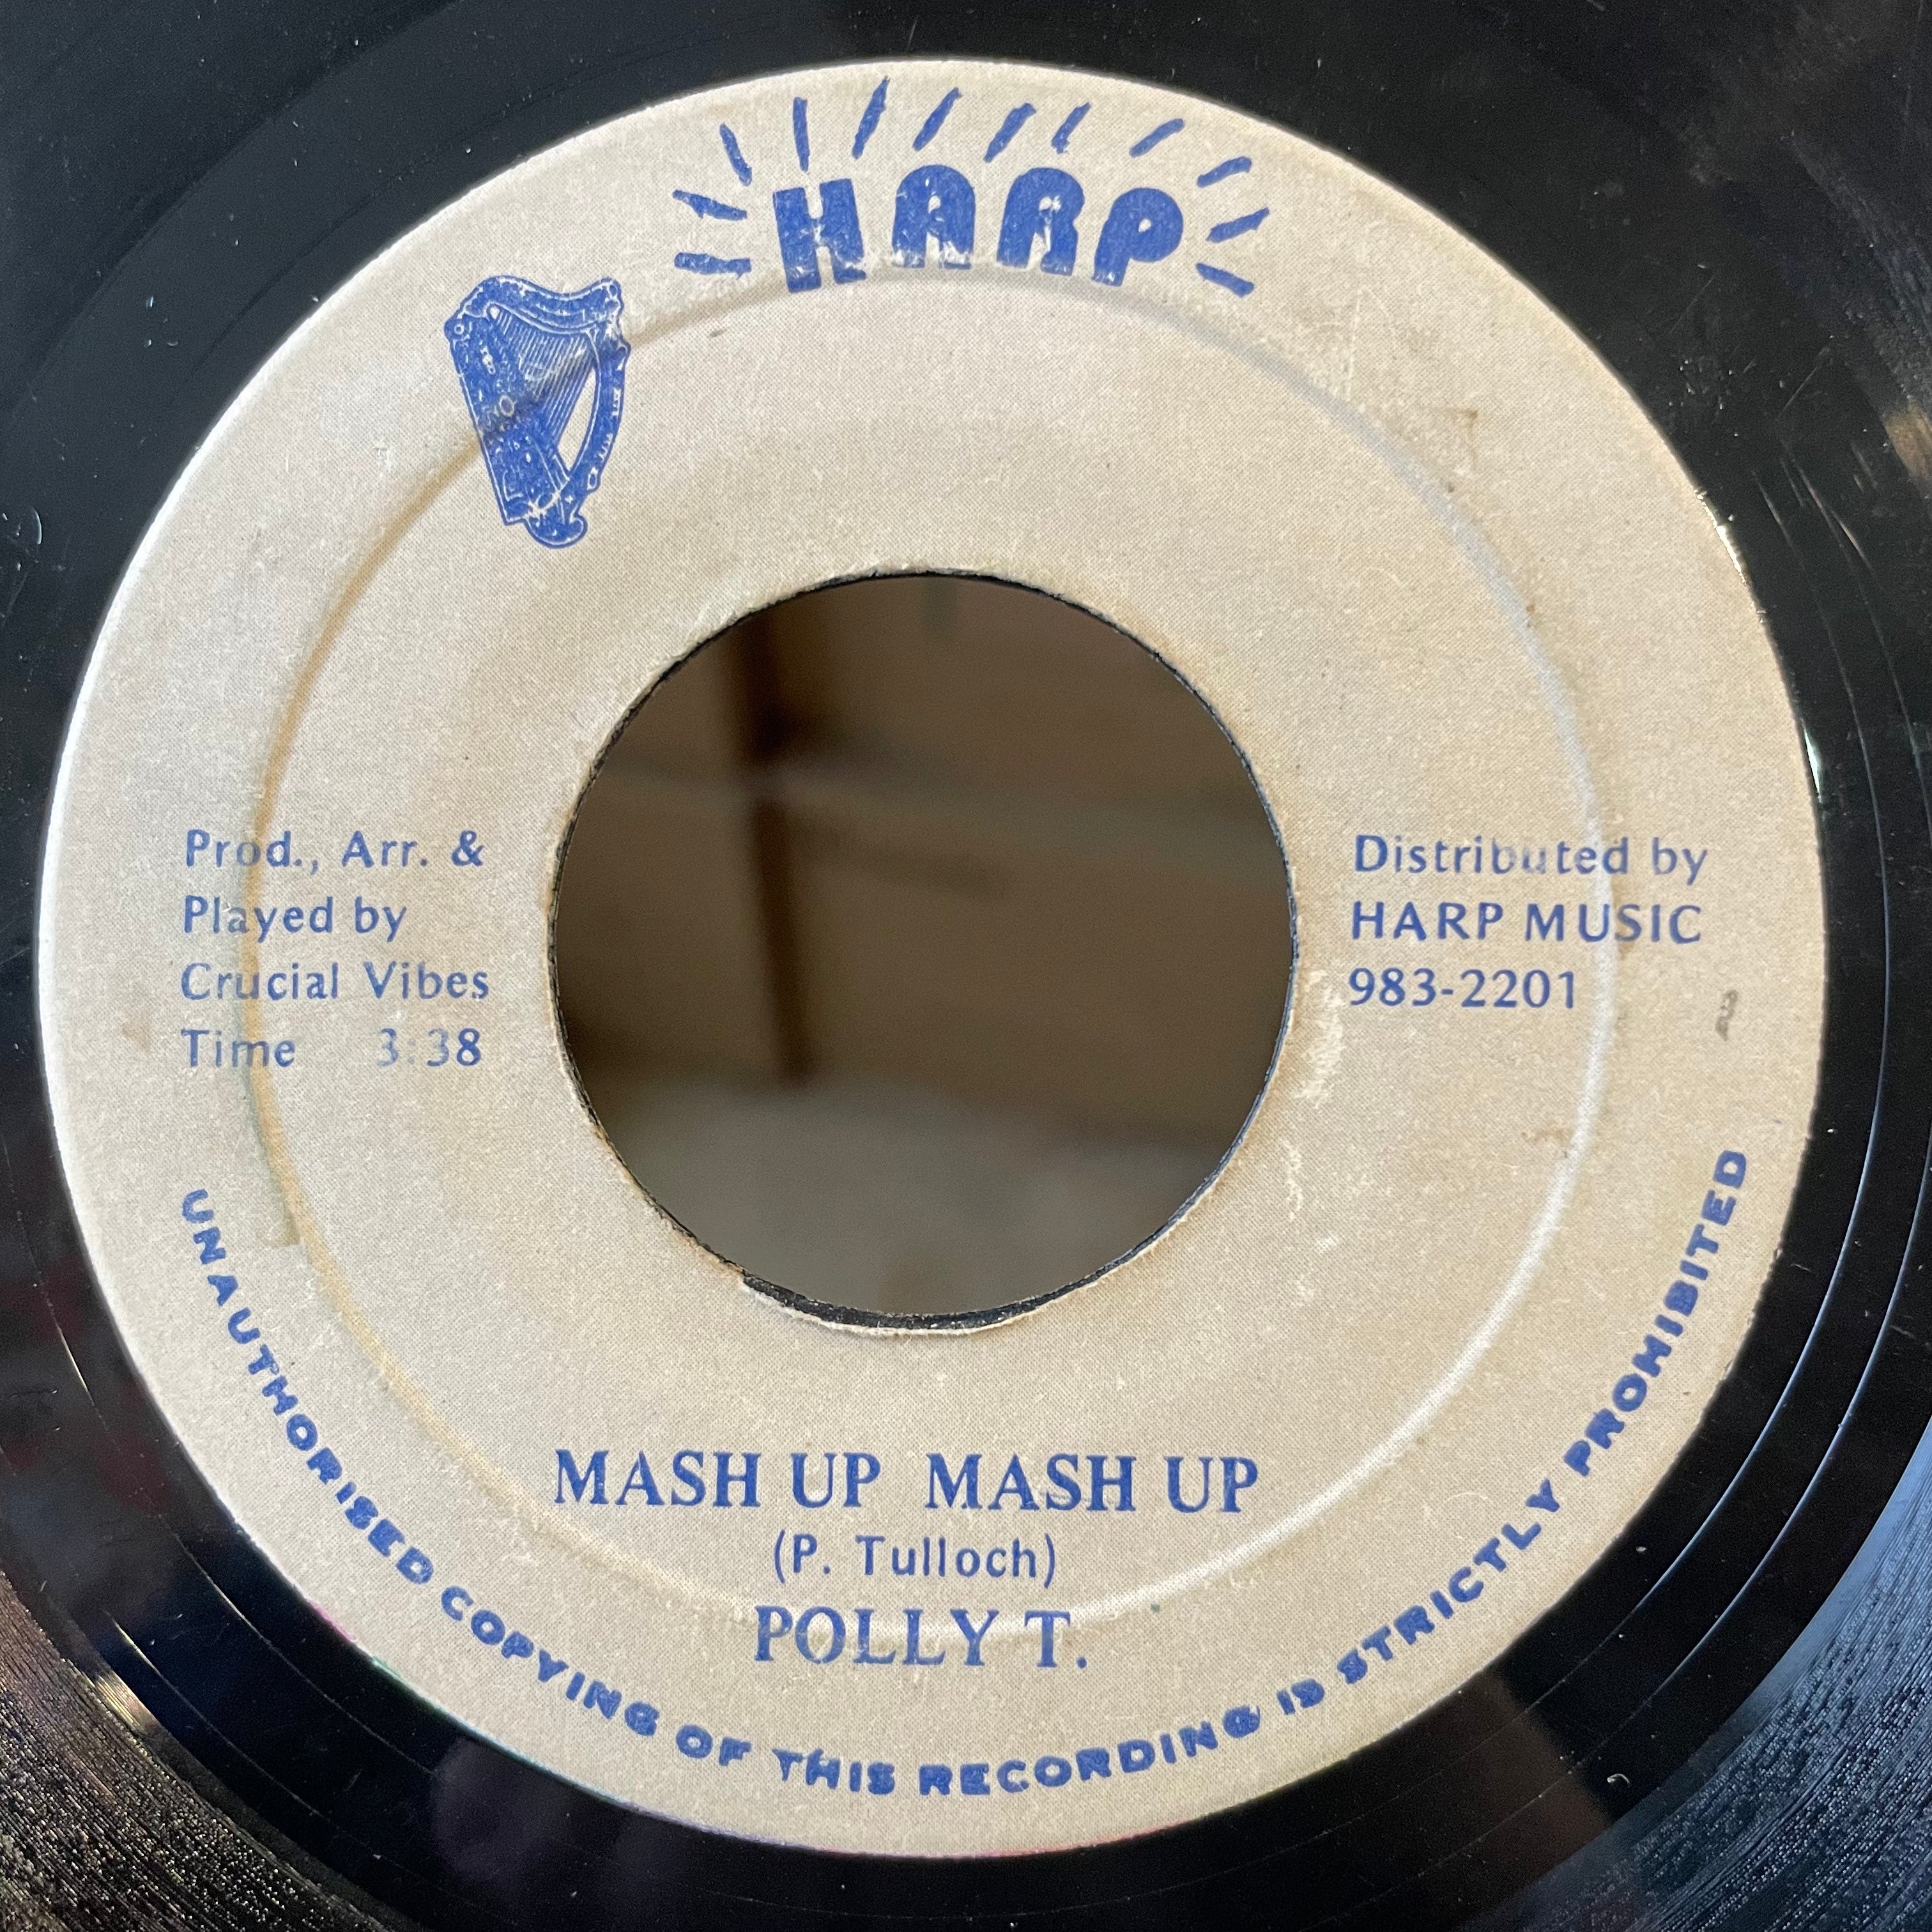 HARP
Prod., Arr. &
Played by
Crucial Vibes
Time 3:38
Distributed by
HARP MUSIC
983-2201
MASH UP MASH UP
(P. Tulloch)
POLLY T.
UNAUTHORISED COPYING OF THIS RECORDING IS STRICTLY PROHIBITED